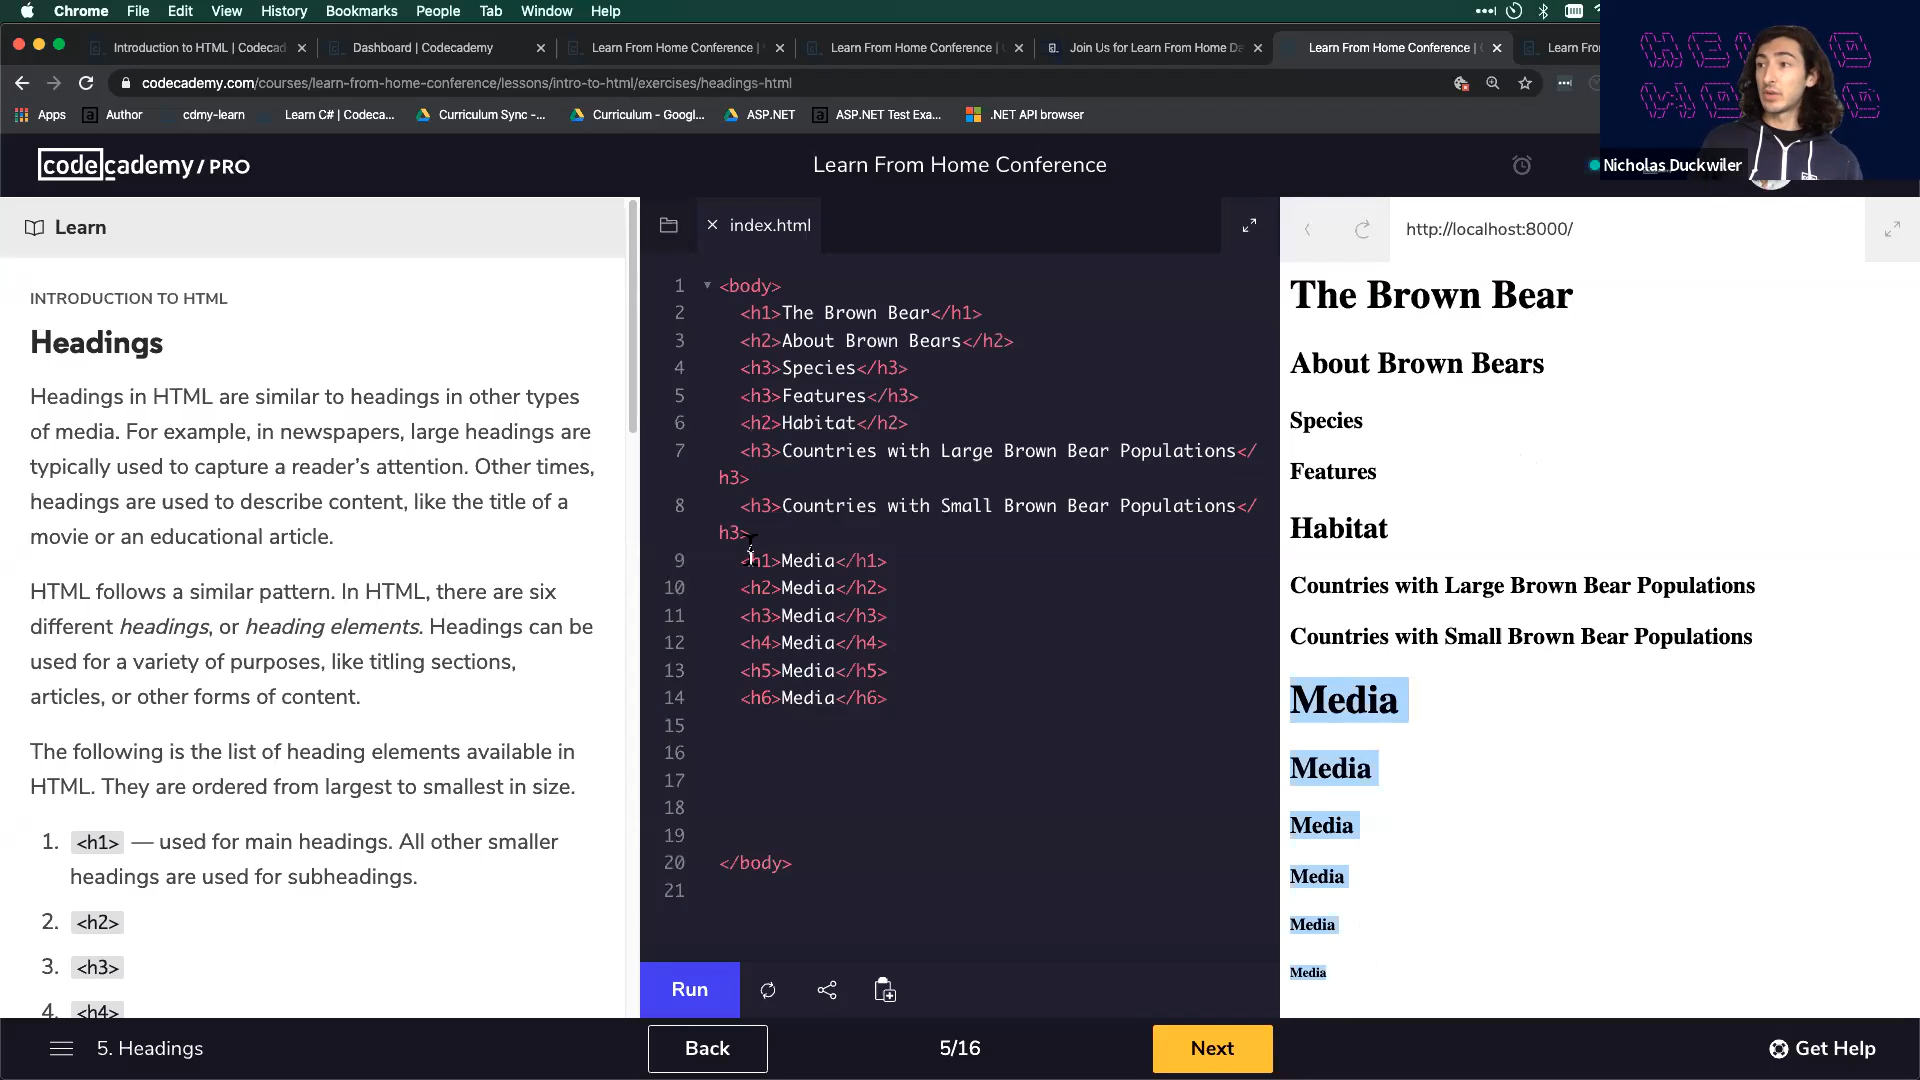 Chrome File Edit View History Bookmarks People Tab Window Help
Introduction to HTML | Codecad
Dashboard | Codecademy
Learn From Home Conference |
Learn From Home Conference |
Join Us for Learn From Home Da
Learn From Home Conference |
Learn Fro
codecademy.com/courses/learn-from-home-conference/lessons/intro-to-html/exercises/headings-html
Apps Author cdmy-learn Learn C# | Codeca... Curriculum Sync -... Curriculum - Googl... ASP.NET ASP.NET Test Exa... .NET API browser
codecademy / PRO
Learn From Home Conference
Nicholas Duckwiler
Learn
INTRODUCTION TO HTML
Headings
Headings in HTML are similar to headings in other types
of media. For example, in newspapers, large headings are
typically used to capture a reader's attention. Other times,
headings are used to describe content, like the title of a
movie or an educational article.
HTML follows a similar pattern. In HTML, there are six
different headings, or heading elements. Headings can be
used for a variety of purposes, like titling sections,
articles, or other forms of content.
The following is the list of heading elements available in
HTML. They are ordered from largest to smallest in size.
1. <h1> — used for main headings. All other smaller
headings are used for subheadings.
2. <h2>
3. <h3>
4. <h4>
index.html
1 <body>
2 <h1>The Brown Bear</h1>
3 <h2>About Brown Bears</h2>
4 <h3>Species</h3>
5 <h3>Features</h3>
6 <h2>Habitat</h2>
7 <h3>Countries with Large Brown Bear Populations</
h3>
8 <h3>Countries with Small Brown Bear Populations</
h3>
9 <h1>Media</h1>
10 <h2>Media</h2>
11 <h3>Media</h3>
12 <h4>Media</h4>
13 <h5>Media</h5>
14 <h6>Media</h6>
15
16
17
18
19
20 </body>
21
Run
http://localhost:8000/
The Brown Bear
About Brown Bears
Species
Features
Habitat
Countries with Large Brown Bear Populations
Countries with Small Brown Bear Populations
Media
Media
Media
Media
Media
Media
5. Headings
Back
5/16
Next
Get Help